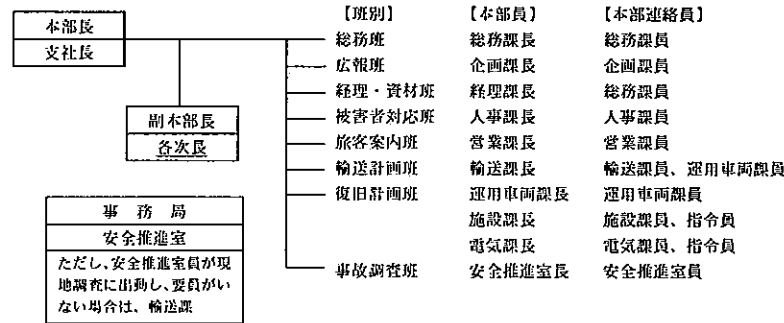 本部長
支社長
副本部長
各次長
事務局
安全推進室
ただし、安全推進室員が現
地調査に出動し、要員がい
ない場合は、輸送課
【班別】 【本部員】 【本部連絡員】
総務班 総務課長 総務課員
広報班 企画課長 企画課員
経理・資材班 経理課長 総務課員
被害者対応班 人事課長 人事課員
旅客案内班 営業課長 営業課員
輸送計画班 輸送課長 輸送課員、運用車両課員
復旧計画班 運用車両課長 運用車両課員
施設課長 施設課員、指令員
電気課長 電気課員、指令員
事故調査班 安全推進室長 安全推進室員